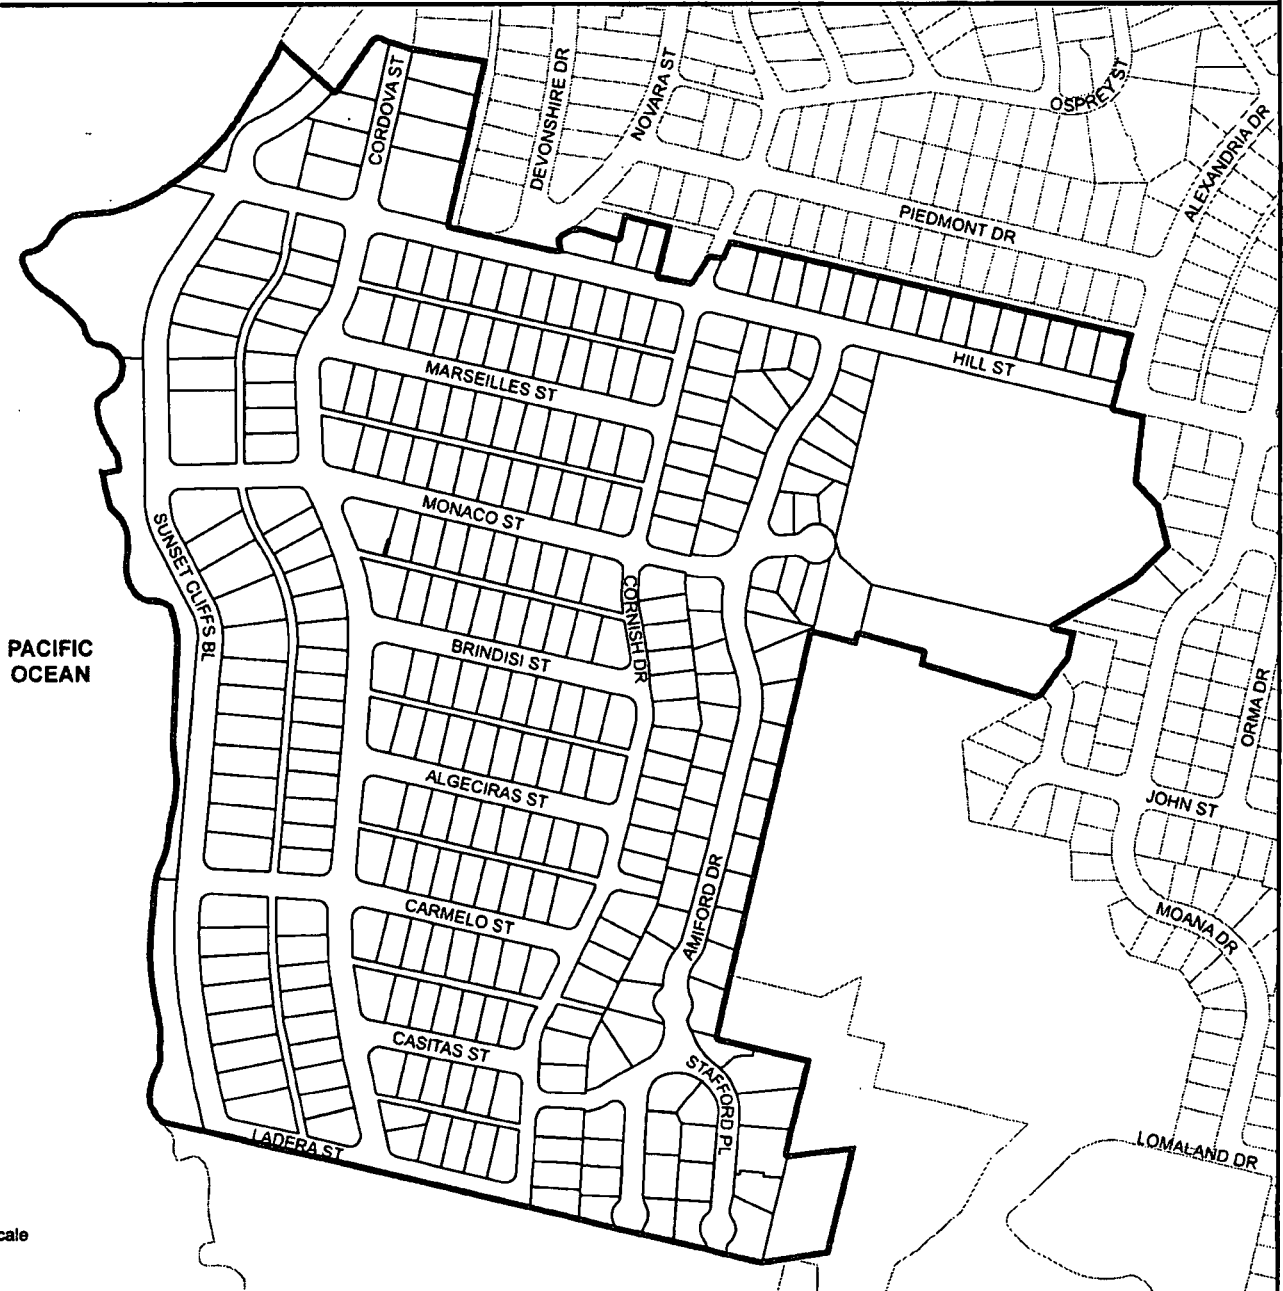 CORDOVA ST
DEVONSHIRE DR
NOVARA ST
OSPREY ST
ALEXANDRIA DR
PIEDMONT DR
HILL ST
MARSEILLES ST
MONACO ST
SUNSET CLIFFS BL
CORNISH DR
PACIFIC
OCEAN
BRINDISI ST
ORMA DR
ALGECIRAS ST
JOHN ST
AMIFORD DR
CARMELO ST
MOANA DR
CASITAS ST
STAFFORD PL
LADERA ST
LOMALAND DR